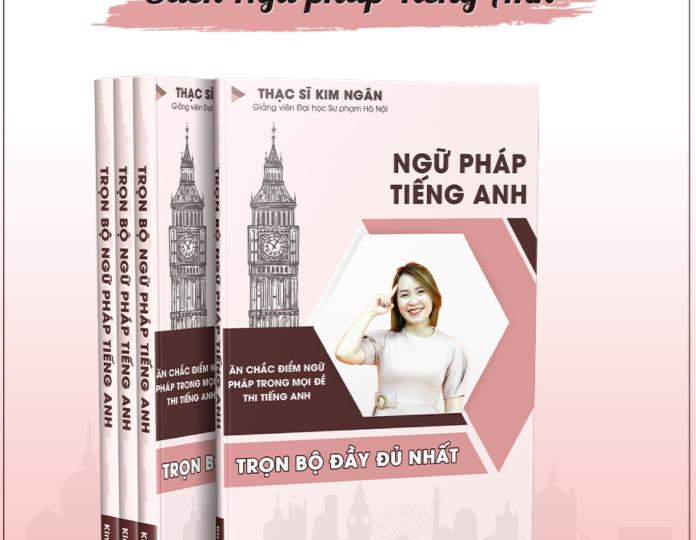 Sách Ngữ pháp Tiếng Anh
THẠC SĨ KIM NGÂN
Giảng viên Đại học Sư phạm Hà Nội
NGỮ PHÁP
TIẾNG ANH
ĂN CHẮC ĐIỂM NGỮ
PHÁP TRONG MỌI ĐỀ
THI TIẾNG ANH
TRỌN BỘ ĐẦY ĐỦ NHẤT
TRỌN BỘ NGỮ PHÁP TIẾNG ANH
TRỌN BỘ NGỮ PHÁP TIẾNG ANH
TRỌN BỘ NGỮ PHÁP TIẾNG ANH
TRỌN BỘ NGỮ PHÁP TIẾNG ANH
THẠC SĨ
Giảng viên Đại
ĂN CHẮC ĐIỂM N
PHÁP TRONG MỌI
THI TIẾNG A
TRỌN B